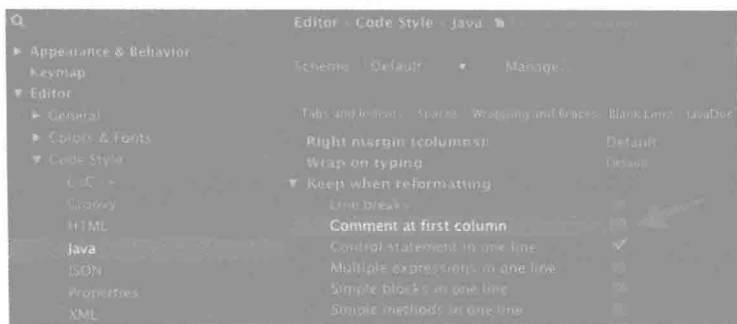 Editor › Code Style › Java
Appearance & Behavior
Keymap
Editor
General
Colors & Fonts
Code Style
C/C++
Groovy
HTML
Java
JSON
Properties
XML
Scheme: Default Manage...
Tabs and Indents Spaces Wrapping and Braces Blank Lines JavaDoc
Right margin (columns): Default
Wrap on typing Default
Keep when reformatting
Line breaks
Comment at first column
Control statement in one line
Multiple expressions in one line
Simple blocks in one line
Simple methods in one line